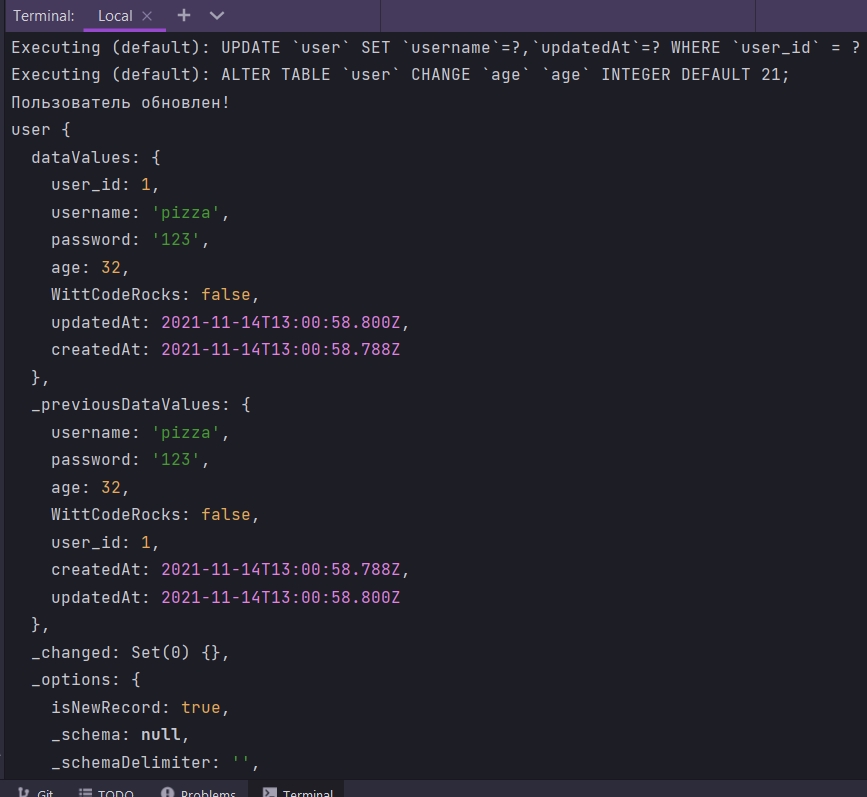 Terminal: Local
Executing (default): UPDATE `user` SET `username`=?,`updatedAt`=? WHERE `user_id` = ?
Executing (default): ALTER TABLE `user` CHANGE `age` `age` INTEGER DEFAULT 21;
Пользователь обновлен!
user {
  dataValues: {
    user_id: 1,
    username: 'pizza',
    password: '123',
    age: 32,
    WittCodeRocks: false,
    updatedAt: 2021-11-14T13:00:58.800Z,
    createdAt: 2021-11-14T13:00:58.788Z
  },
  _previousDataValues: {
    username: 'pizza',
    password: '123',
    age: 32,
    WittCodeRocks: false,
    user_id: 1,
    createdAt: 2021-11-14T13:00:58.788Z,
    updatedAt: 2021-11-14T13:00:58.800Z
  },
  _changed: Set(0) {},
  _options: {
    isNewRecord: true,
    _schema: null,
    _schemaDelimiter: '',
Git TODO Problems Terminal